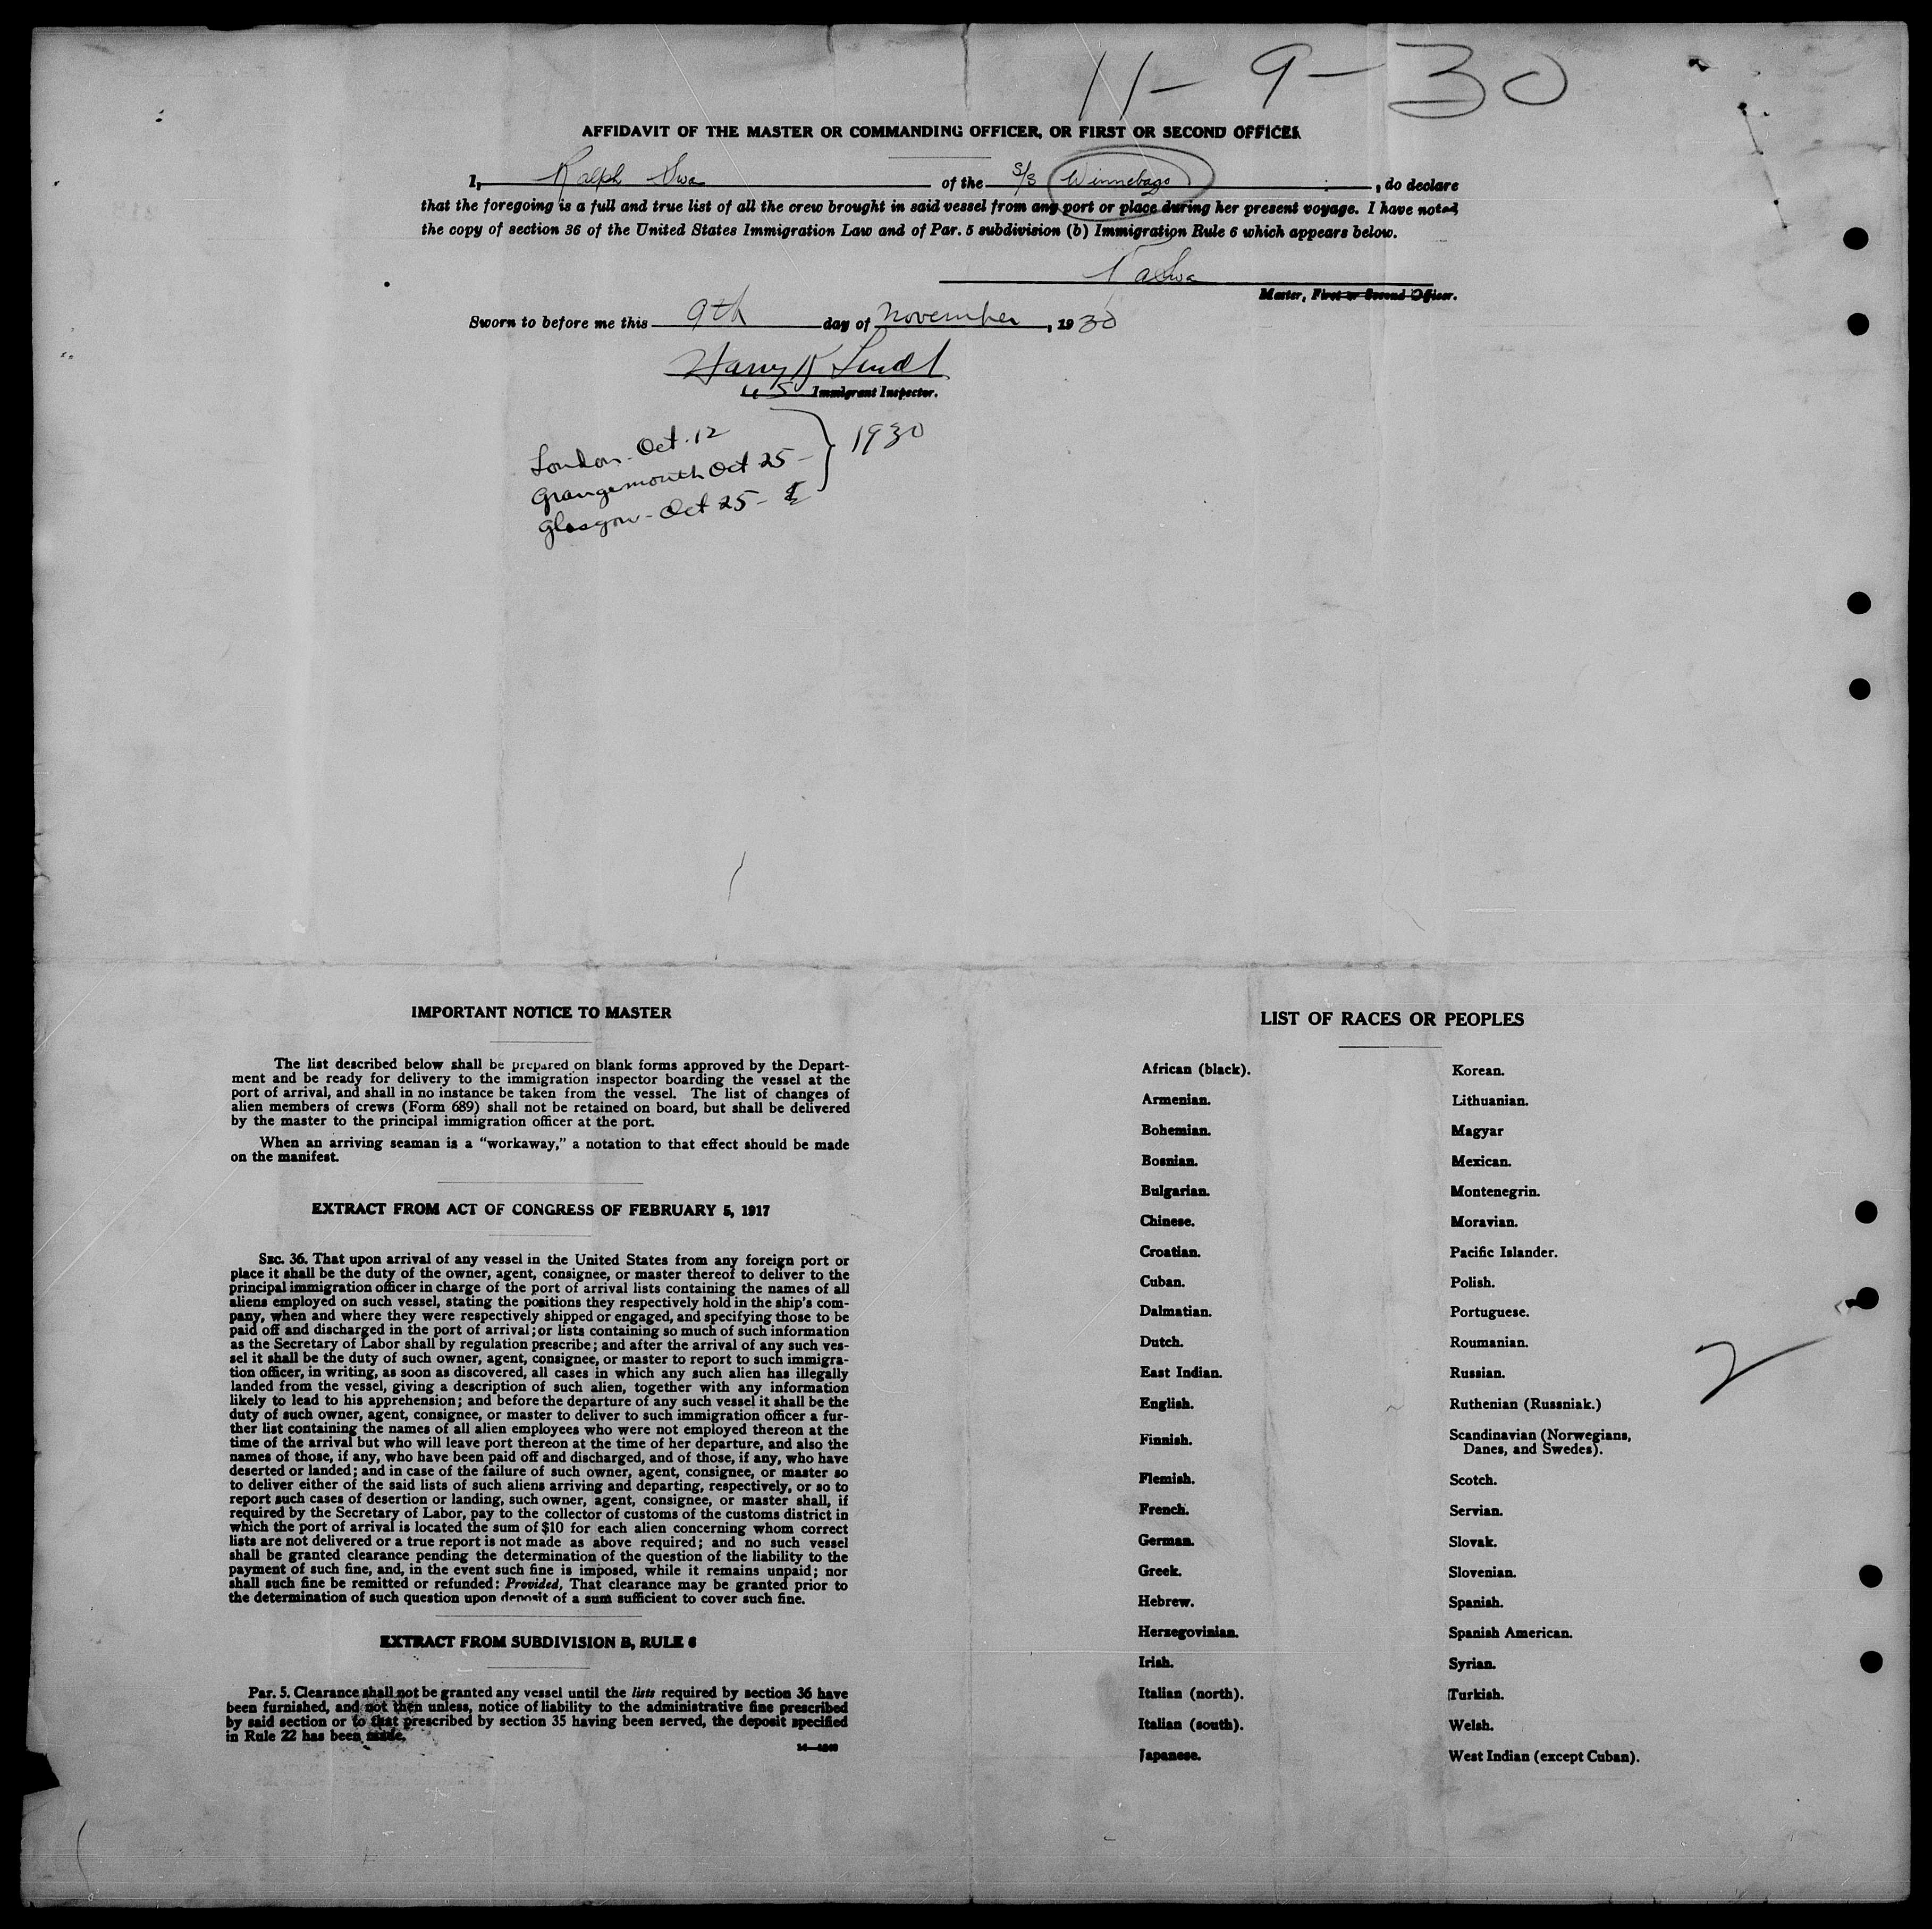 11-9-30
AFFIDAVIT OF THE MASTER OR COMMANDING OFFICER, OR FIRST OR SECOND OFFICER
I, Ralph of the S/S Winnebago, do declare
that the foregoing is a full and true list of all the crew brought in said vessel from any port or place during her present voyage. I have noted
the copy of section 36 of the United States Immigration Law and of Par. 5 subdivision (b) Immigration Rule 6 which appears below.
Master, First or Second Officer.
Sworn to before me this 9th day of November, 1930
Harry K
U S Immigrant Inspector.
London - Oct. 12
Grangemouth Oct 25 - } 1930
Glasgow - Oct 25 -
IMPORTANT NOTICE TO MASTER
The list described below shall be prepared on blank forms approved by the Depart-
ment and be ready for delivery to the immigration inspector boarding the vessel at the
port of arrival, and shall in no instance be taken from the vessel. The list of changes of
alien members of crews (Form 689) shall not be retained on board, but shall be delivered
by the master to the principal immigration officer at the port.
When an arriving seaman is a "workaway," a notation to that effect should be made
on the manifest.
EXTRACT FROM ACT OF CONGRESS OF FEBRUARY 5, 1917
SEC. 36. That upon arrival of any vessel in the United States from any foreign port or
place it shall be the duty of the owner, agent, consignee, or master thereof to deliver to the
principal immigration officer in charge of the port of arrival lists containing the names of all
aliens employed on such vessel, stating the positions they respectively hold in the ship's com-
pany, when and where they were respectively shipped or engaged, and specifying those to be
paid off and discharged in the port of arrival; or lists containing so much of such information
as the Secretary of Labor shall by regulation prescribe; and after the arrival of any such ves-
sel it shall be the duty of such owner, agent, consignee, or master to report to such immigra-
tion officer, in writing, as soon as discovered, all cases in which any such alien has illegally
landed from the vessel, giving a description of such alien, together with any information
likely to lead to his apprehension; and before the departure of any such vessel it shall be the
duty of such owner, agent, consignee, or master to deliver to such immigration officer a fur-
ther list containing the names of all alien employees who were not employed thereon at the
time of the arrival but who will leave port thereon at the time of her departure, and also the
names of those, if any, who have been paid off and discharged, and of those, if any, who have
deserted or landed; and in case of the failure of such owner, agent, consignee, or master so
to deliver either of the said lists of such aliens arriving and departing, respectively, or so to
report such cases of desertion or landing, such owner, agent, consignee, or master shall, if
required by the Secretary of Labor, pay to the collector of customs of the customs district in
which the port of arrival is located the sum of $10 for each alien concerning whom correct
lists are not delivered or a true report is not made as above required; and no such vessel
shall be granted clearance pending the determination of the question of the liability to the
payment of such fine, and, in the event such fine is imposed, while it remains unpaid; nor
shall such fine be remitted or refunded: Provided, That clearance may be granted prior to
the determination of such question upon deposit of a sum sufficient to cover such fine.
EXTRACT FROM SUBDIVISION B, RULE 6
Par. 5. Clearance shall not be granted any vessel until the lists required by section 36 have
been furnished, and not then unless, notice of liability to the administrative fine prescribed
by said section or to that prescribed by section 35 having been served, the deposit specified
in Rule 22 has been made.
LIST OF RACES OR PEOPLES
African (black).
Armenian.
Bohemian.
Bosnian.
Bulgarian.
Chinese.
Croatian.
Cuban.
Dalmatian.
Dutch.
East Indian.
English.
Finnish.
Flemish.
French.
German.
Greek.
Hebrew.
Herzegovinian.
Irish.
Italian (north).
Italian (south).
Japanese.
Korean.
Lithuanian.
Magyar
Mexican.
Montenegrin.
Moravian.
Pacific Islander.
Polish.
Portuguese.
Roumanian.
Russian.
Ruthenian (Russniak.)
Scandinavian (Norwegians,
Danes, and Swedes).
Scotch.
Servian.
Slovak.
Slovenian.
Spanish.
Spanish American.
Syrian.
Turkish.
Welsh.
West Indian (except Cuban).
2